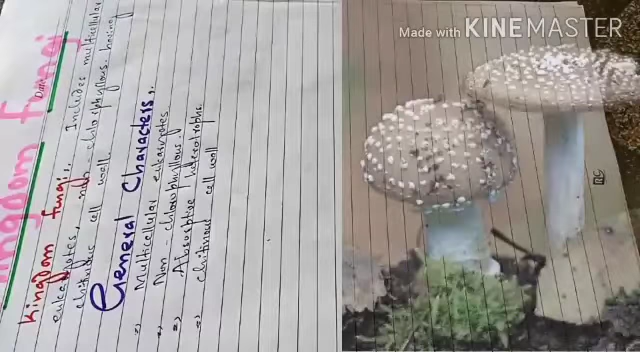 Kingdom Fungi
Kingdom fungi:, Includes multicellular
eukaryotes, non-chlorophyllous, having
chitinous cell wall.
General Characters:,
→) Multicellular eukaryotes
→) Non-chlorophyllous.
→) Absorptive heterotrophs.
→) chitinous cell wall
Made with KINEMASTER